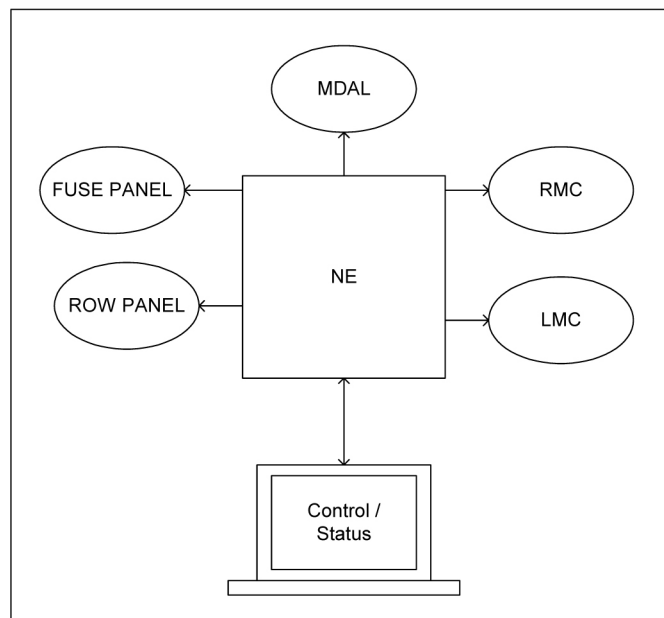 MDAL
FUSE PANEL
RMC
NE
ROW PANEL
LMC
Control /
Status